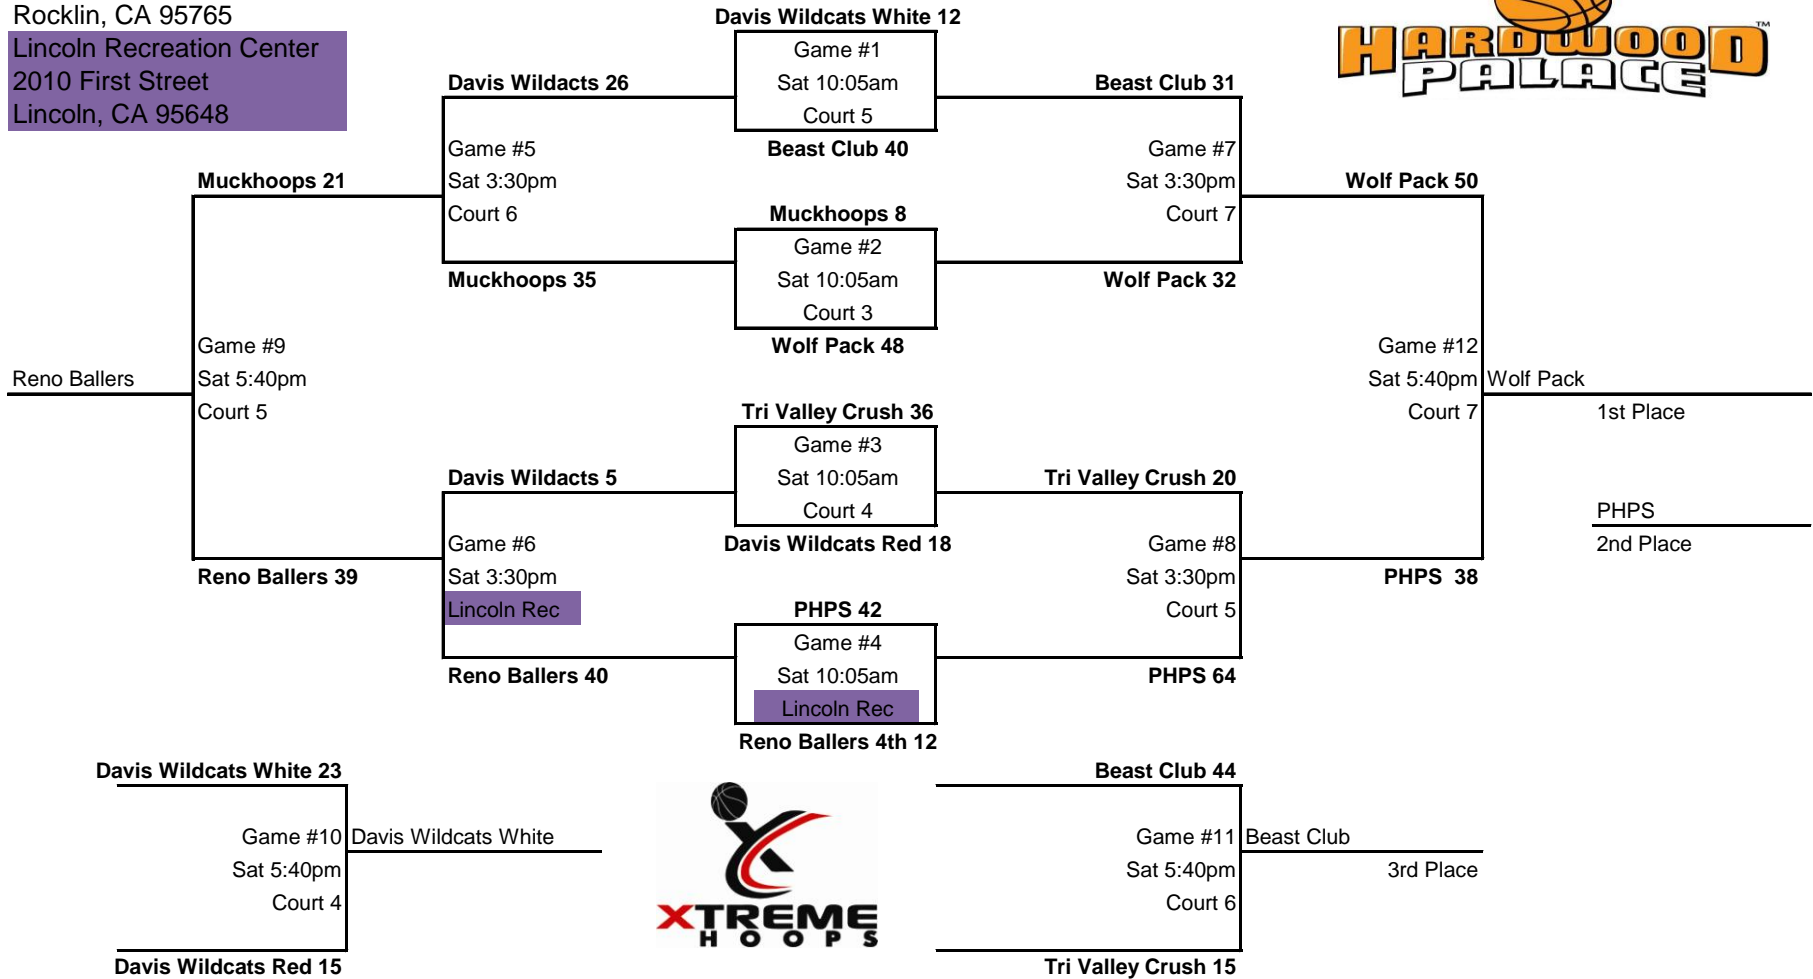 Rocklin, CA 95765
Lincoln Recreation Center
2010 First Street
Lincoln, CA 95648
HARDWOOD
PALACE
TM
Davis Wildcats White 12
Game #1
Sat 10:05am
Court 5
Beast Club 40
Davis Wildacts 26
Game #5
Sat 3:30pm
Court 6
Muckhoops 35
Beast Club 31
Game #7
Sat 3:30pm
Court 7
Wolf Pack 32
Muckhoops 8
Game #2
Sat 10:05am
Court 3
Wolf Pack 48
Muckhoops 21
Game #9
Sat 5:40pm
Court 5
Reno Ballers 39
Reno Ballers
Wolf Pack 50
Game #12
Sat 5:40pm
Court 7
PHPS 38
Wolf Pack
1st Place
PHPS
2nd Place
Tri Valley Crush 36
Game #3
Sat 10:05am
Court 4
Davis Wildcats Red 18
Davis Wildacts 5
Game #6
Sat 3:30pm
Lincoln Rec
Reno Ballers 40
Tri Valley Crush 20
Game #8
Sat 3:30pm
Court 5
PHPS 64
PHPS 42
Game #4
Sat 10:05am
Lincoln Rec
Reno Ballers 4th 12
Davis Wildcats White 23
Game #10
Sat 5:40pm
Court 4
Davis Wildcats Red 15
Davis Wildcats White
XTREME
HOOPS
Beast Club 44
Game #11
Sat 5:40pm
Court 6
Tri Valley Crush 15
Beast Club
3rd Place